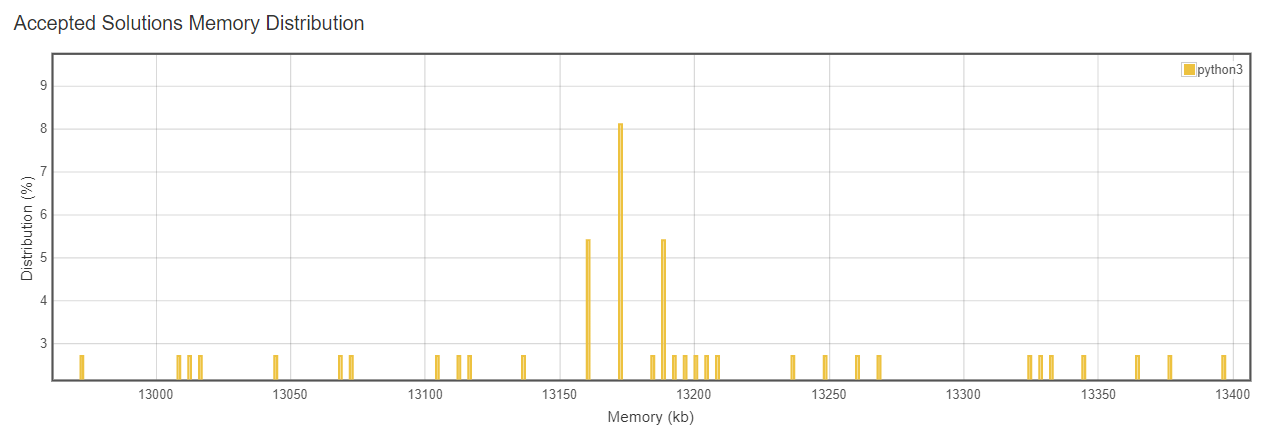 Accepted Solutions Memory Distribution
python3
9
8
7
6
5
4
3
Distribution (%)
13000 13050 13100 13150 13200 13250 13300 13350 13400
Memory (kb)